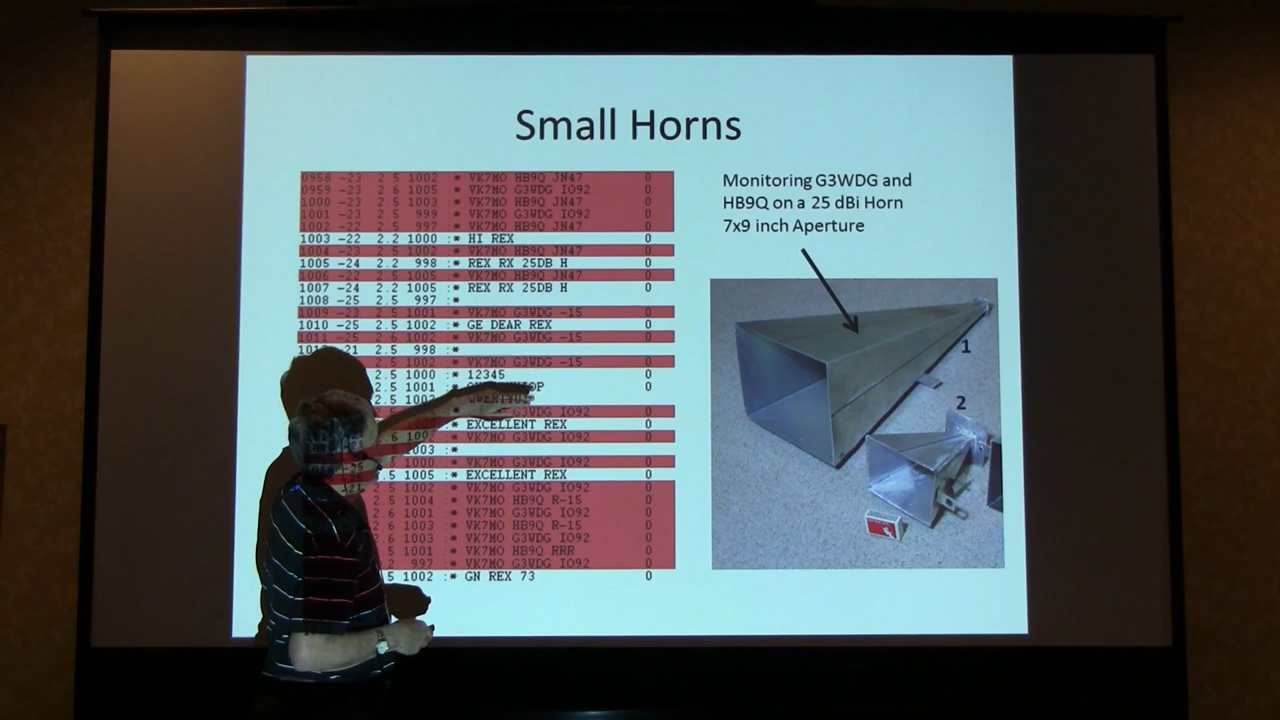 Small Horns
0958 -23 2.5 1002 :* VK7MO HB9Q JN47 0
0959 -23 2.6 1005 :* VK7MO G3WDG IO92 0
1000 -23 2.5 1003 :* VK7MO HB9Q JN47 0
1001 -23 2.5 999 :* VK7MO G3WDG IO92 0
1002 -22 2.5 997 :* VK7MO HB9Q JN47 0
1003 -22 2.2 1000 :* HI REX 0
1004 -23 2.5 1002 :* VK7MO HB9Q JN47 0
1005 -24 2.2 998 :* REX RX 25DB H 0
1006 -22 2.5 1005 :* VK7MO HB9Q JN47 0
1007 -24 2.2 1005 :* REX RX 25DB H 0
1008 -25 2.5 997 :*
1009 -23 2.5 1001 :* VK7MO G3WDG -15 0
1010 -25 2.5 1002 :* GE DEAR REX 0
1011 -25 2.6 1002 :* VK7MO G3WDG -15 0
-21 2.5 998 :*
2.5 1002 :* VK7MO G3WDG -15 0
2.5 1000 :* 12345 0
2.5 1001 :* 0
2.5
2.5 G3WDG IO92 0
EXCELLENT REX 0
:* VK7MO G3WDG IO92 0
1003 :*
1000 :* VK7MO G3WDG IO92 0
1005 :* EXCELLENT REX 0
2.5 1002 :* VK7MO G3WDG IO92 0
2.5 1004 :* VK7MO HB9Q R-15 0
2.6 1001 :* VK7MO G3WDG IO92 0
2.6 1003 :* VK7MO HB9Q R-15 0
2.6 1003 :* VK7MO G3WDG IO92 0
5 1001 :* VK7MO HB9Q RRR 0
997 :* VK7MO G3WDG IO92 0
5 1002 :* GN REX 73 0
Monitoring G3WDG and
HB9Q on a 25 dBi Horn
7x9 inch Aperture
1
2